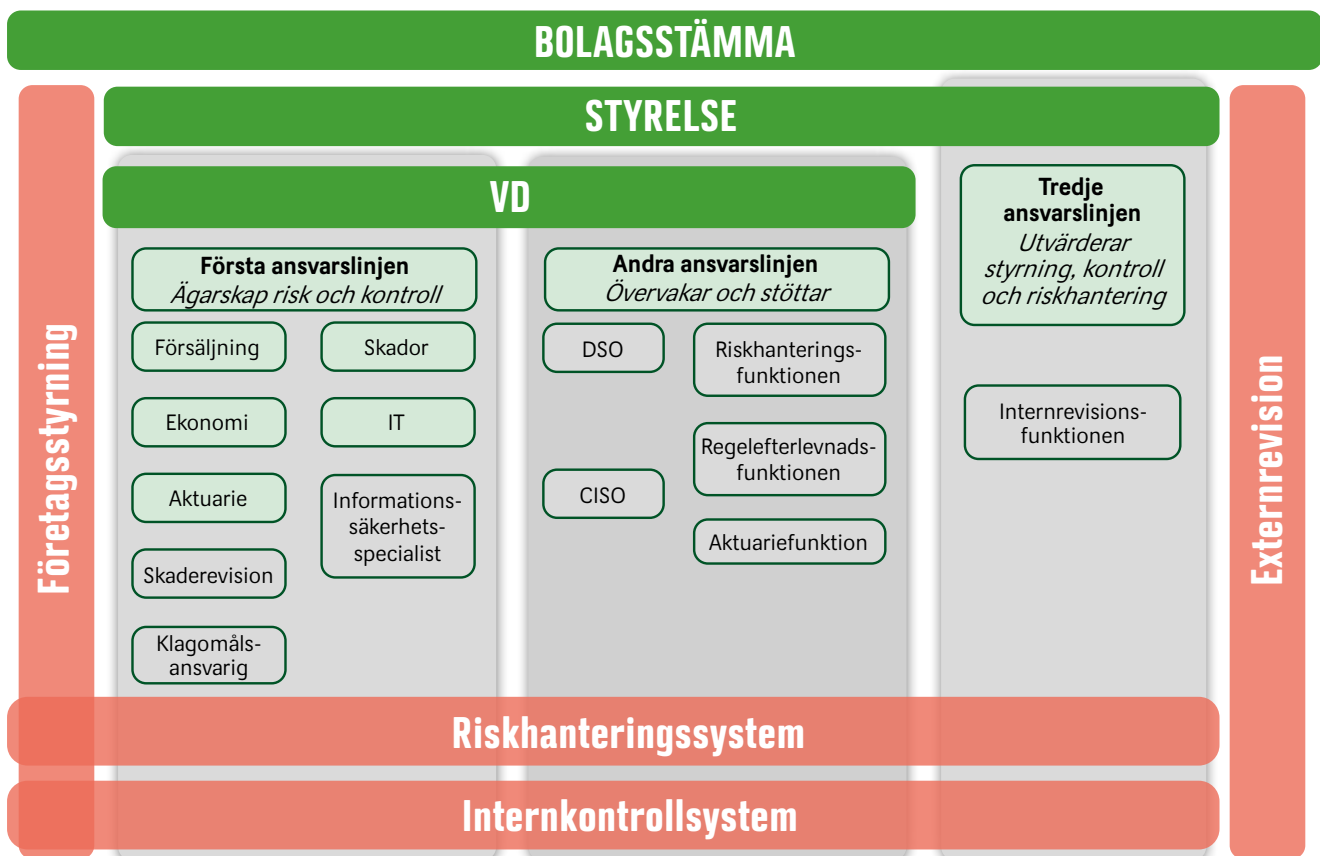 BOLAGSSTÄMMA
STYRELSE
VD
Företagsstyrning
Första ansvarslinjen
Ägarskap risk och kontroll
Försäljning
Skador
Ekonomi
IT
Aktuarie
Informations-
säkerhets-
specialist
Skaderevision
Klagomåls-
ansvarig
Andra ansvarslinjen
Övervakar och stöttar
DSO
Riskhanterings-
funktionen
Regelefterlevnads-
funktionen
CISO
Aktuariefunktion
Tredje
ansvarslinjen
Utvärderar
styrning, kontroll
och riskhantering
Internrevisions-
funktionen
Externrevision
Riskhanteringssystem
Internkontrollsystem